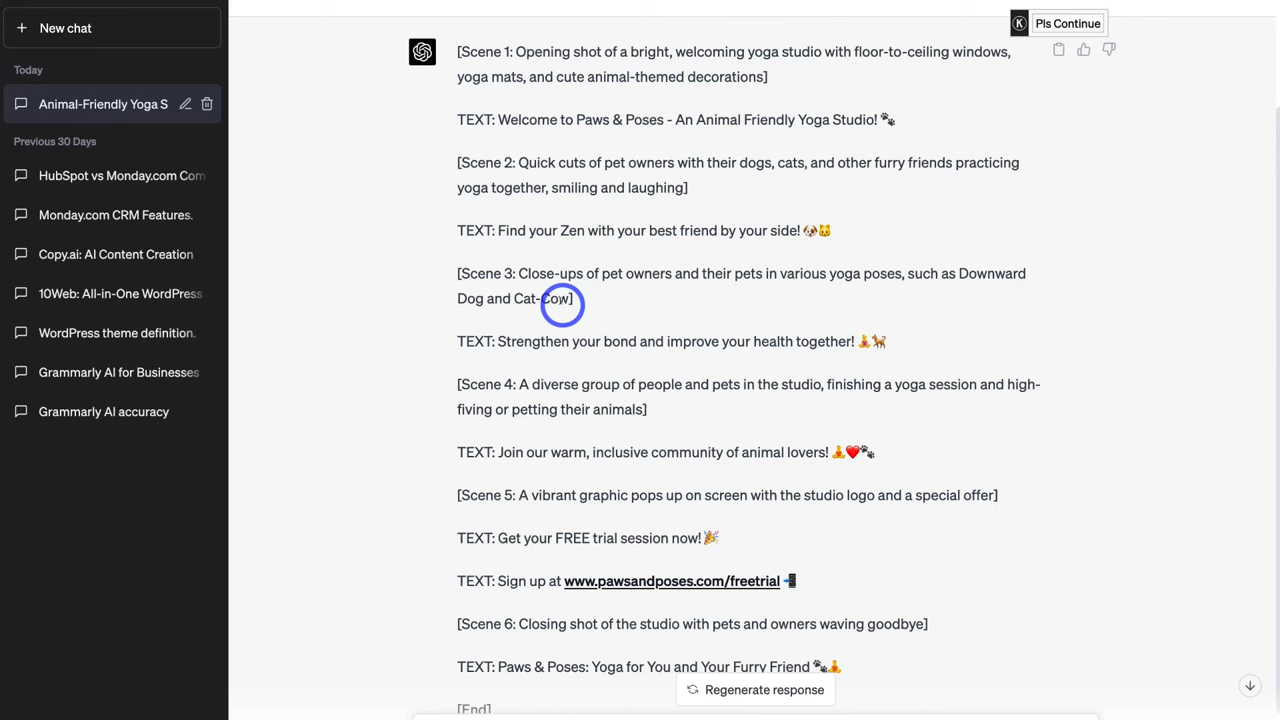 New chat
Today
Animal-Friendly Yoga S
Previous 30 Days
HubSpot vs Monday.com Com
Monday.com CRM Features.
Copy.ai: AI Content Creation
10Web: All-in-One WordPress
WordPress theme definition.
Grammarly AI for Businesses
Grammarly AI accuracy
K Pls Continue
[Scene 1: Opening shot of a bright, welcoming yoga studio with floor-to-ceiling windows,
yoga mats, and cute animal-themed decorations]
TEXT: Welcome to Paws & Poses - An Animal Friendly Yoga Studio! 🐾
[Scene 2: Quick cuts of pet owners with their dogs, cats, and other furry friends practicing
yoga together, smiling and laughing]
TEXT: Find your Zen with your best friend by your side! 🐶🐱
[Scene 3: Close-ups of pet owners and their pets in various yoga poses, such as Downward
Dog and Cat-Cow]
TEXT: Strengthen your bond and improve your health together! 🧘🐕
[Scene 4: A diverse group of people and pets in the studio, finishing a yoga session and high-
fiving or petting their animals]
TEXT: Join our warm, inclusive community of animal lovers! 🧘❤️🐾
[Scene 5: A vibrant graphic pops up on screen with the studio logo and a special offer]
TEXT: Get your FREE trial session now! 🎉
TEXT: Sign up at www.pawsandposes.com/freetrial 📲
[Scene 6: Closing shot of the studio with pets and owners waving goodbye]
TEXT: Paws & Poses: Yoga for You and Your Furry Friend 🐾🧘
Regenerate response
[End]